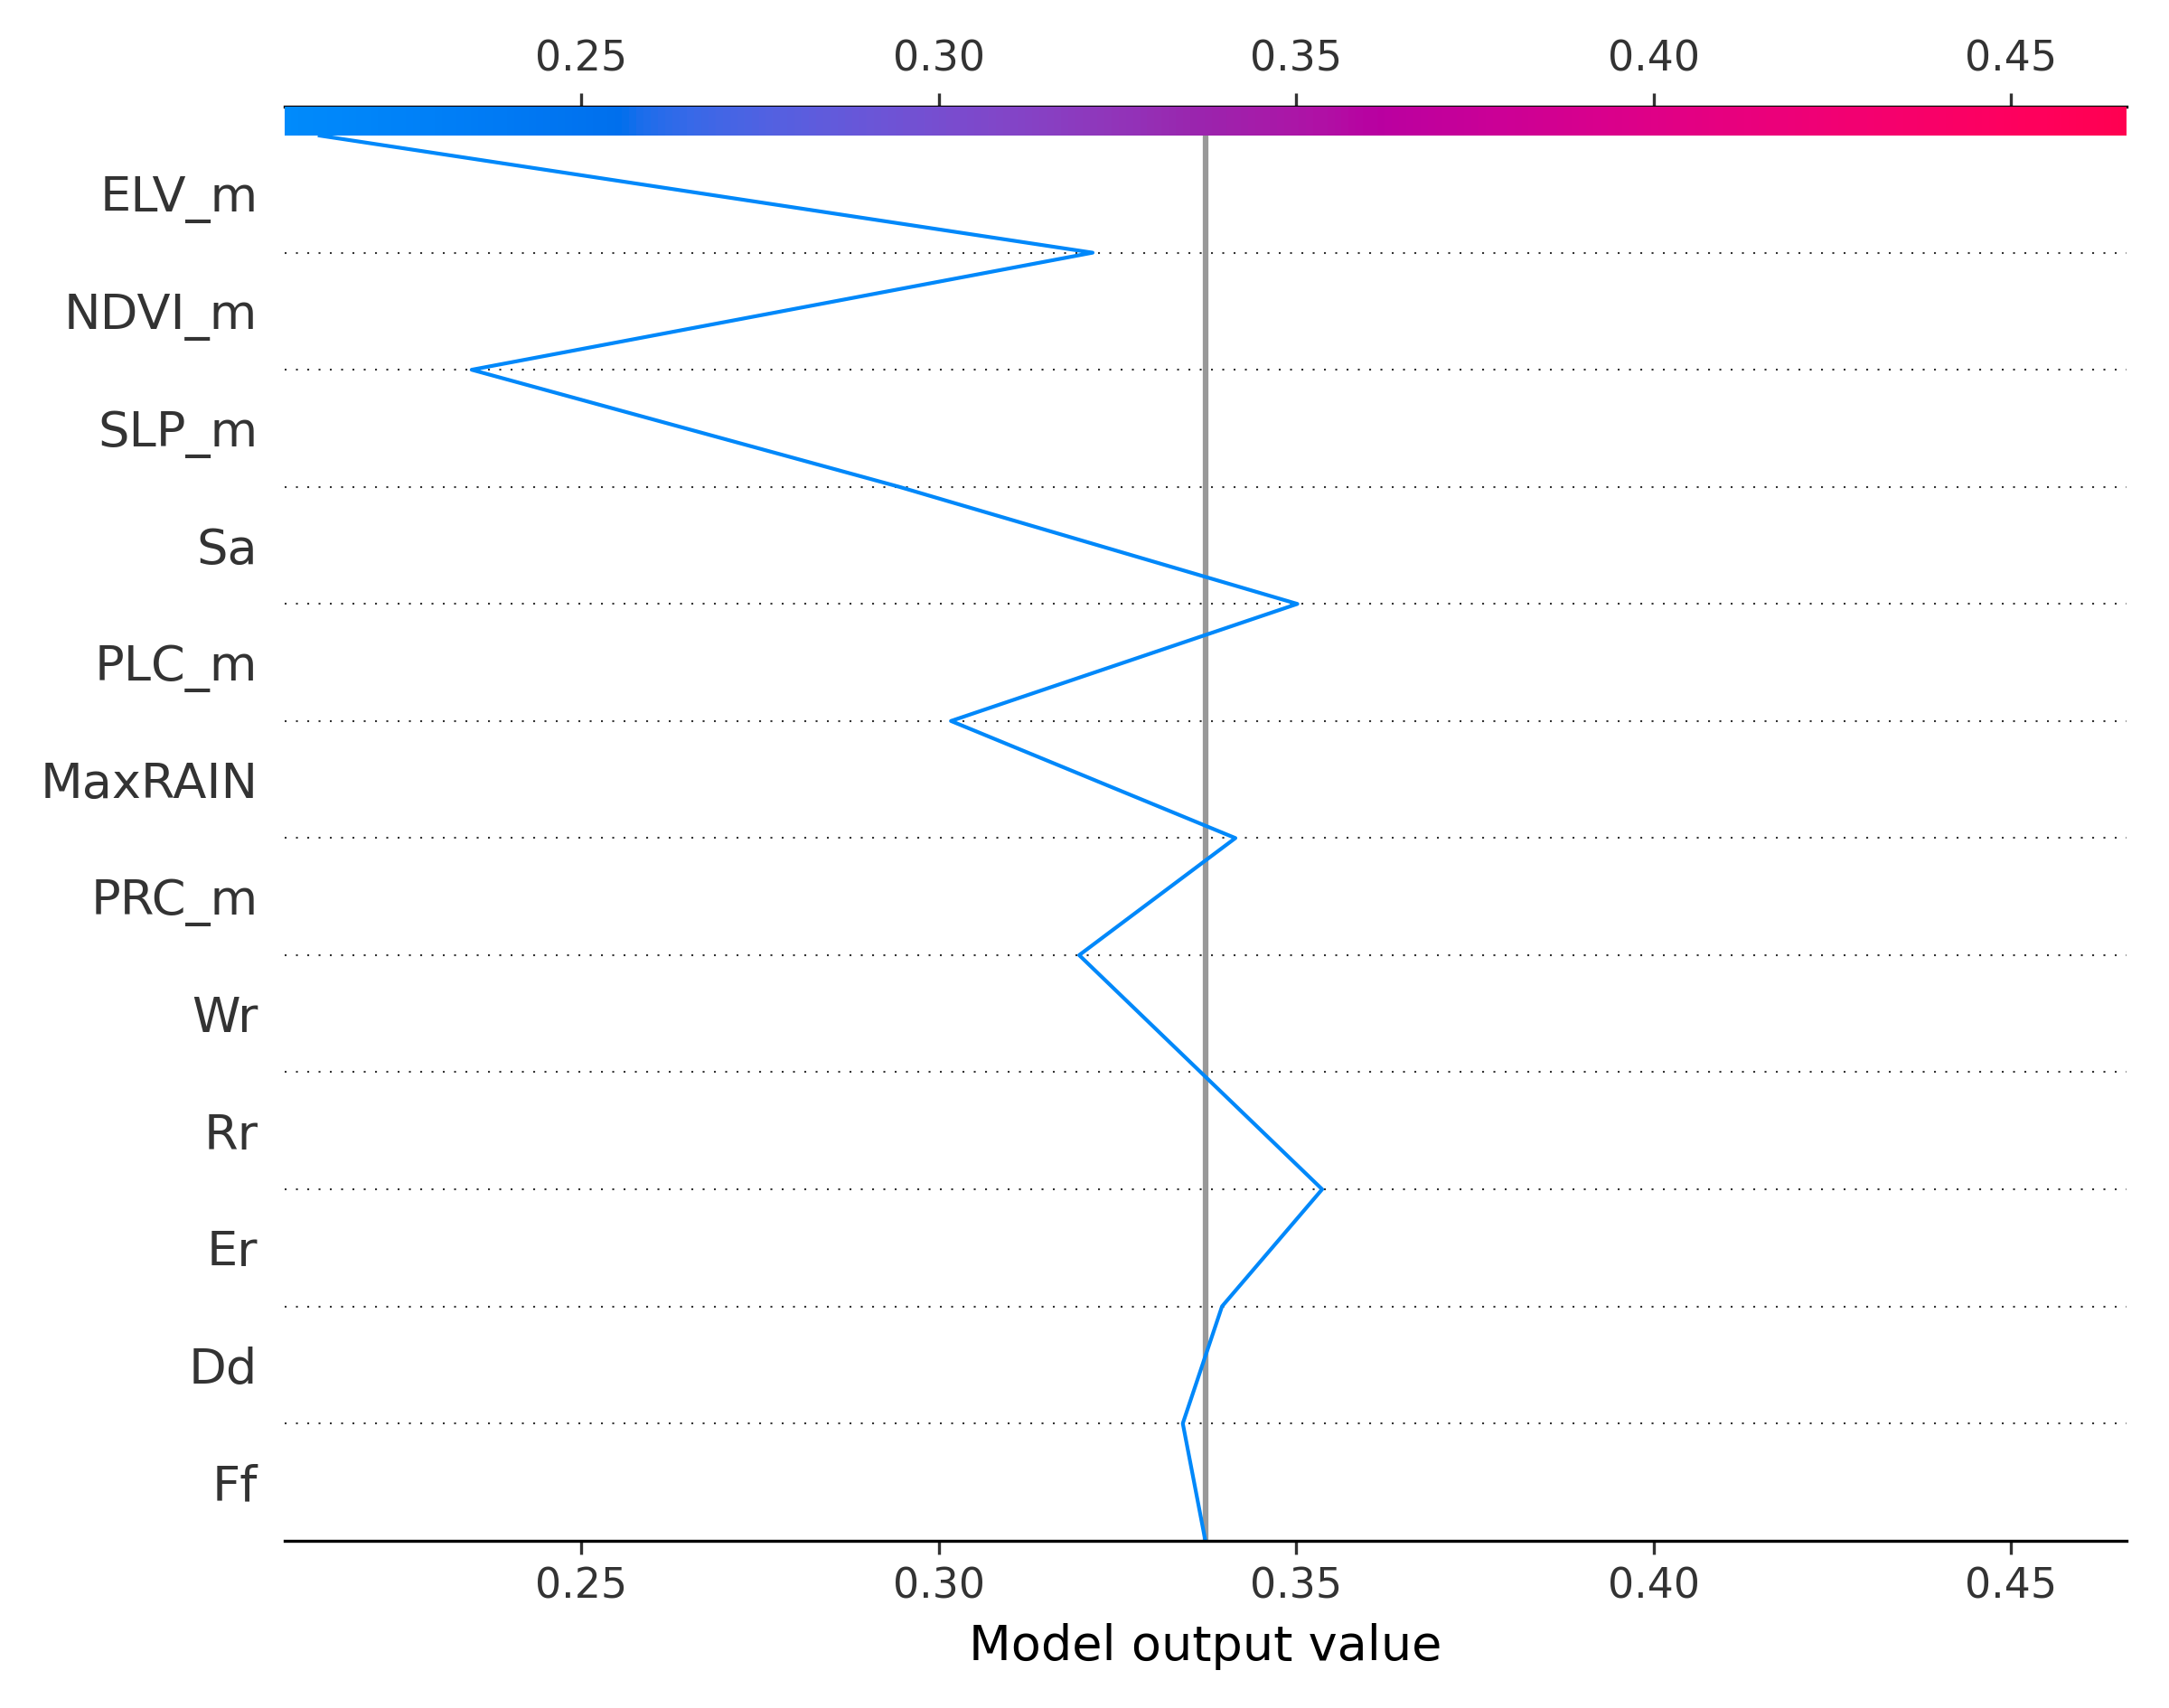 0.25 0.30 0.35 0.40 0.45
ELV_m
NDVI_m
SLP_m
Sa
PLC_m
MaxRAIN
PRC_m
Wr
Rr
Er
Dd
Ff
0.25 0.30 0.35 0.40 0.45
Model output value